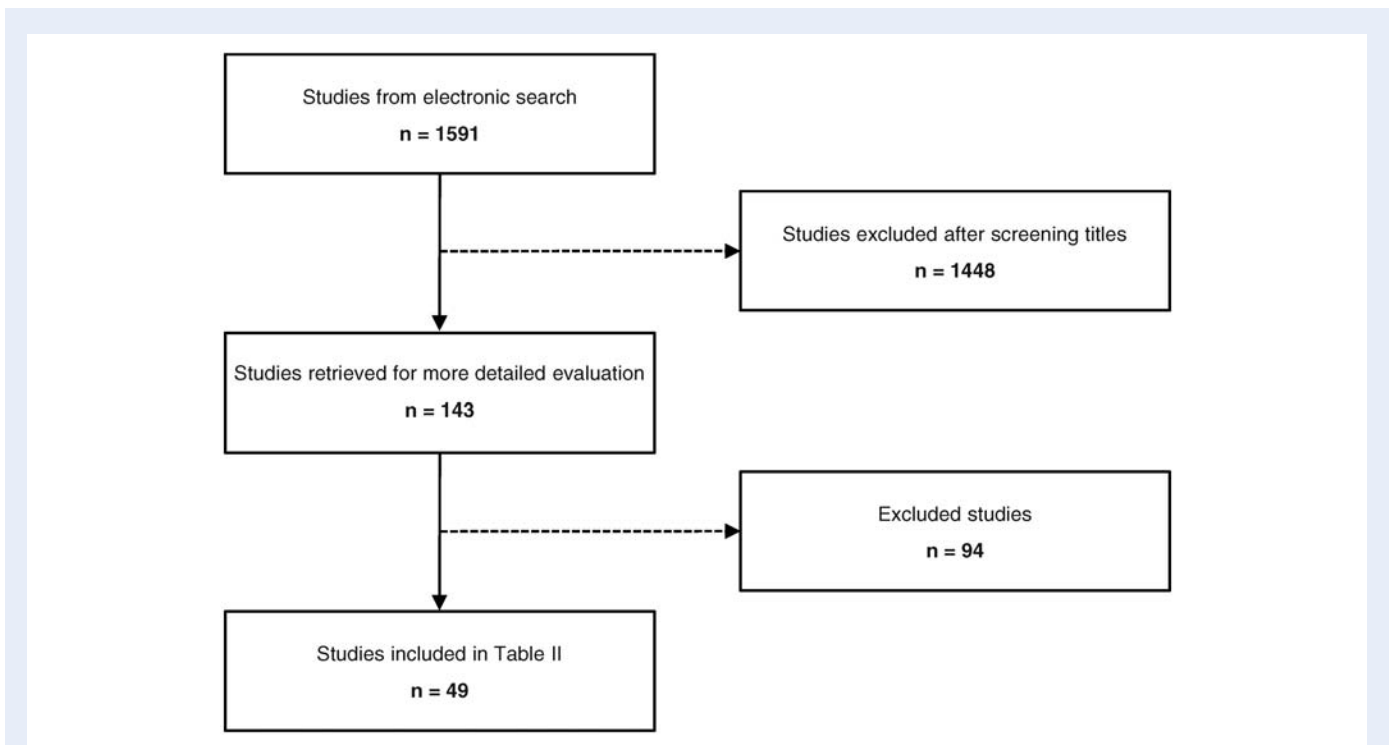 Studies from electronic search
n = 1591
Studies excluded after screening titles
n = 1448
Studies retrieved for more detailed evaluation
n = 143
Excluded studies
n = 94
Studies included in Table II
n = 49